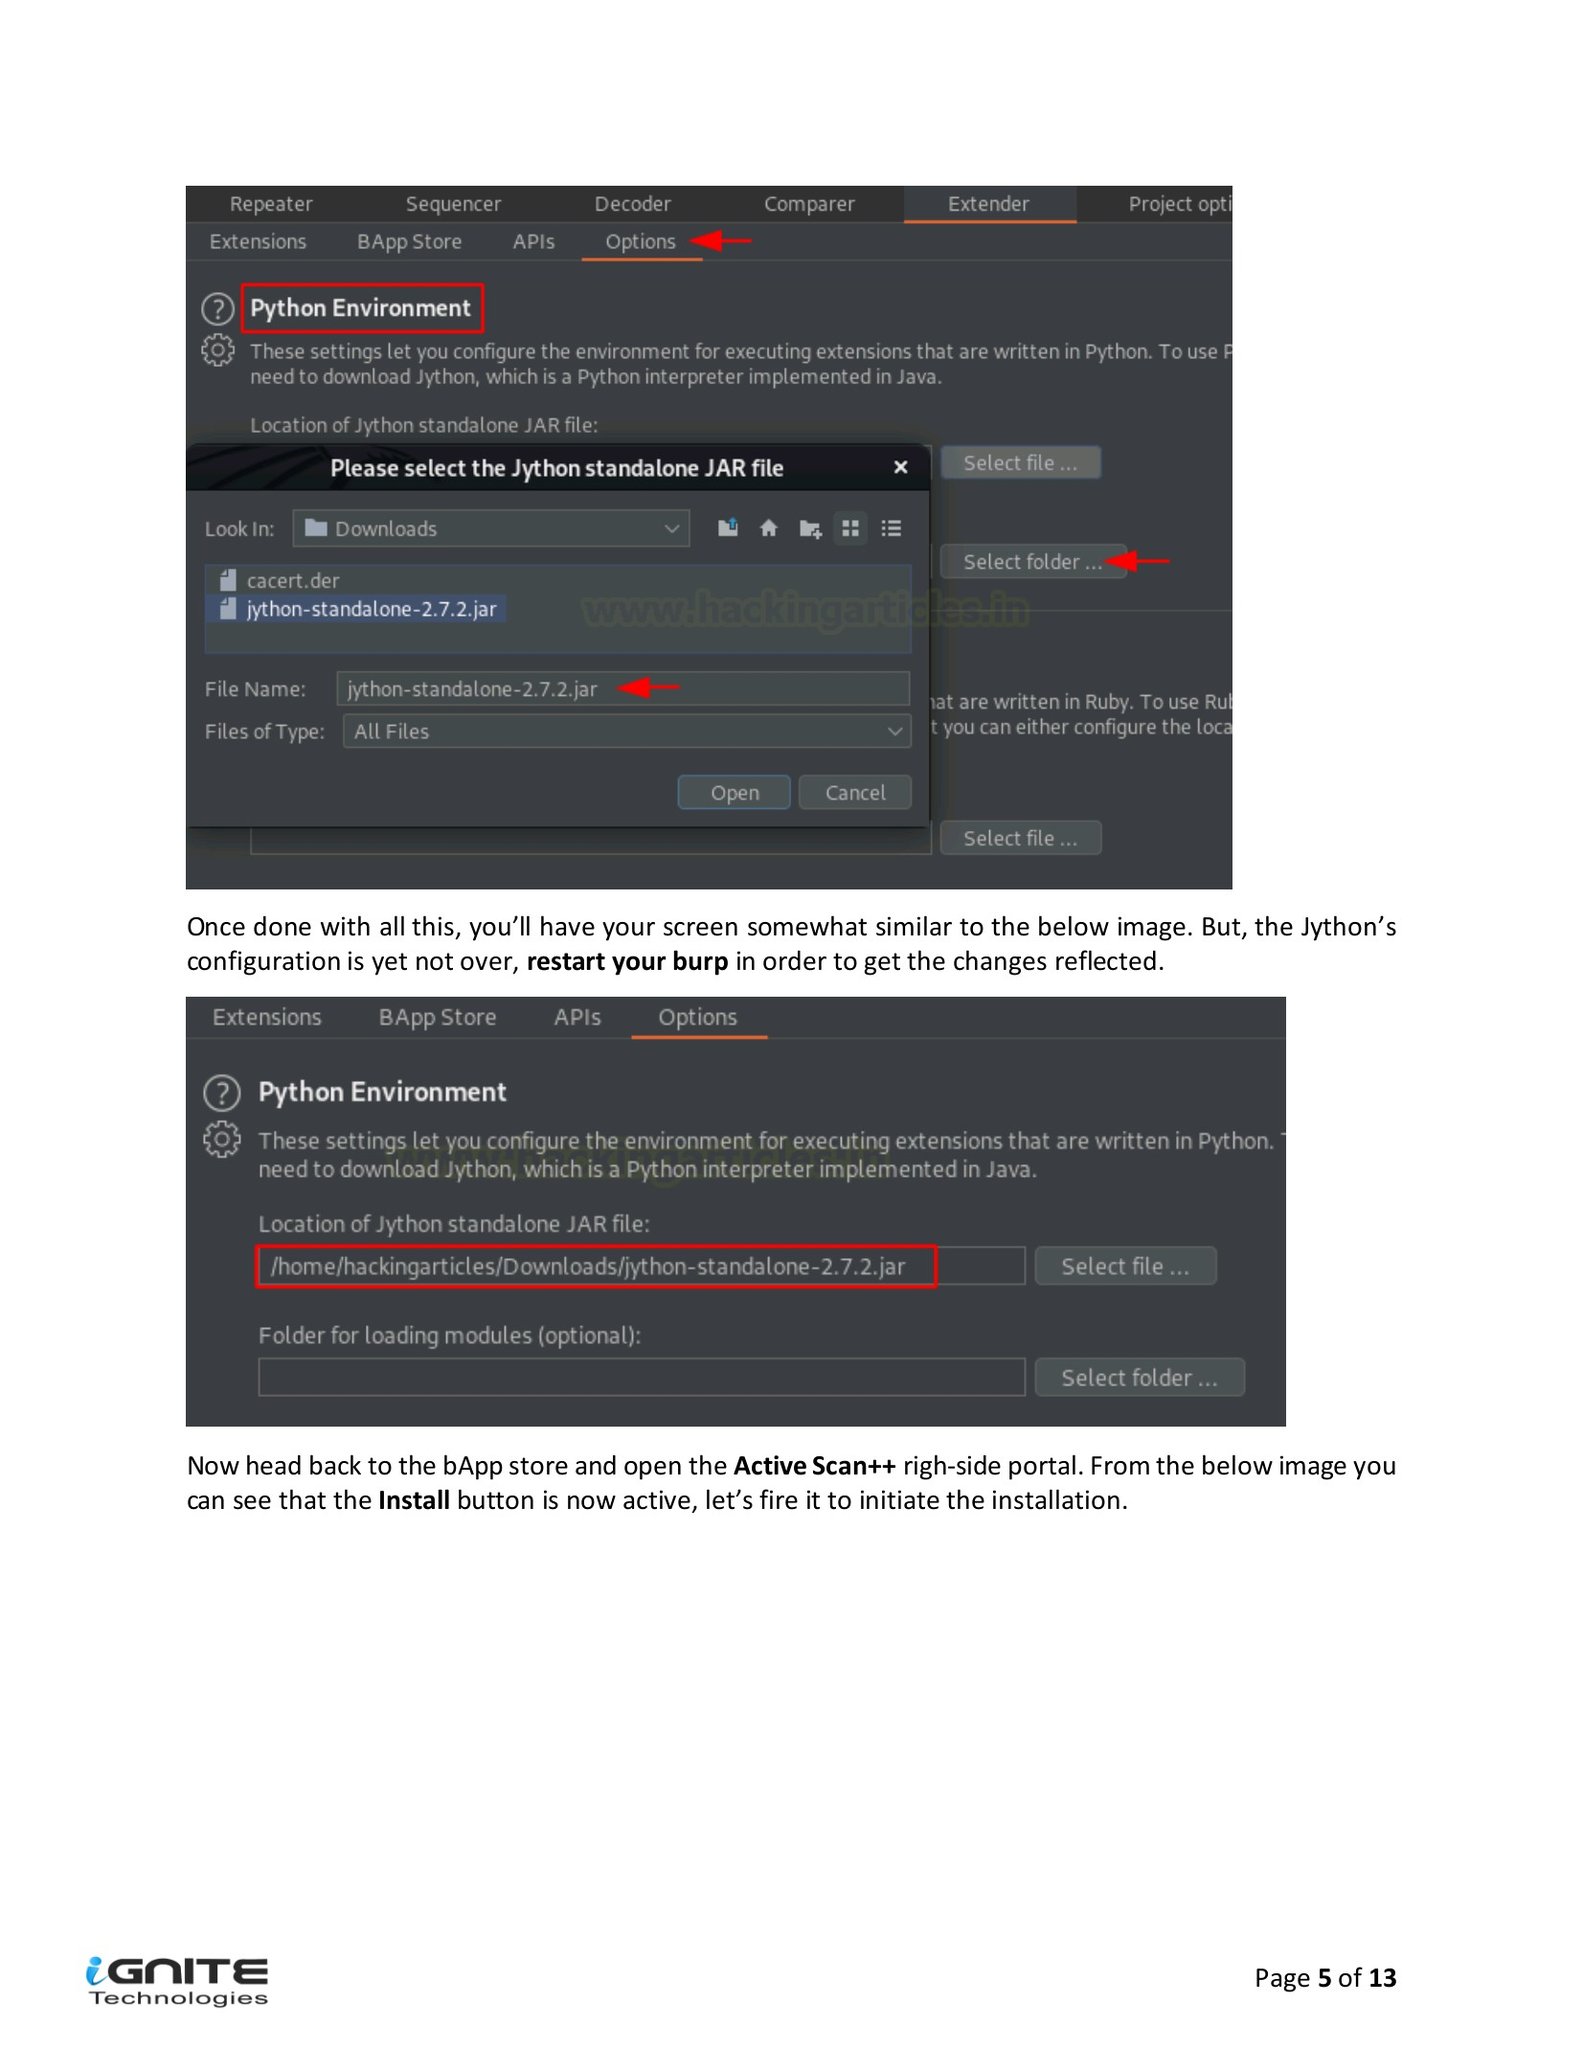 Repeater Sequencer Decoder Comparer Extender Project opti
Extensions BApp Store APIs Options
Python Environment
These settings let you configure the environment for executing extensions that are written in Python. To use P
need to download Jython, which is a Python interpreter implemented in Java.
Location of Jython standalone JAR file:
Please select the Jython standalone JAR file
Select file ...
Look In: Downloads
Select folder ...
cacert.der
jython-standalone-2.7.2.jar
www.hackingarticles.in
File Name: jython-standalone-2.7.2.jar
hat are written in Ruby. To use Rub
Files of Type: All Files
t you can either configure the loca
Open Cancel
Select file ...
Once done with all this, you’ll have your screen somewhat similar to the below image. But, the Jython’s
configuration is yet not over, restart your burp in order to get the changes reflected.
Extensions BApp Store APIs Options
Python Environment
These settings let you configure the environment for executing extensions that are written in Python.
need to download Jython, which is a Python interpreter implemented in Java.
www.hackingarticles.in
Location of Jython standalone JAR file:
/home/hackingarticles/Downloads/jython-standalone-2.7.2.jar Select file ...
Folder for loading modules (optional):
Select folder ...
Now head back to the bApp store and open the Active Scan++ righ-side portal. From the below image you
can see that the Install button is now active, let’s fire it to initiate the installation.
iGNITE
Technologies
Page 5 of 13